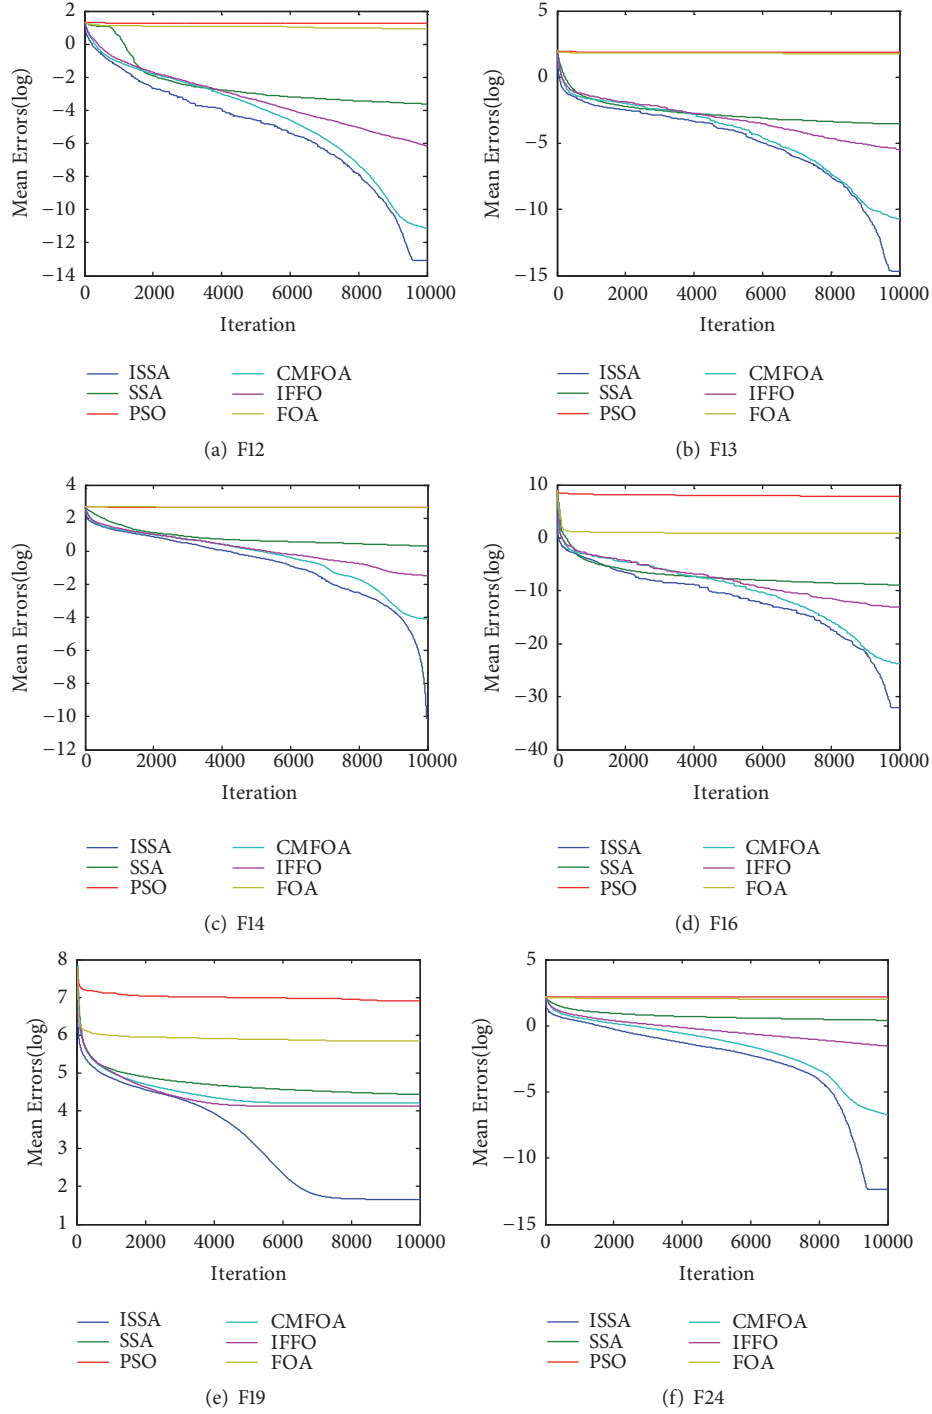 2
0
−2
−4
−6
−8
−10
−12
−14
Mean Errors(log)
0 2000 4000 6000 8000 10000
Iteration
ISSA
SSA
PSO
CMFOA
IFFO
FOA
(a) F12
5
0
−5
−10
−15
Mean Errors(log)
0 2000 4000 6000 8000 10000
Iteration
ISSA
SSA
PSO
CMFOA
IFFO
FOA
(b) F13
4
2
0
−2
−4
−6
−8
−10
−12
Mean Errors(log)
0 2000 4000 6000 8000 10000
Iteration
ISSA
SSA
PSO
CMFOA
IFFO
FOA
(c) F14
10
0
−10
−20
−30
−40
Mean Errors(log)
0 2000 4000 6000 8000 10000
Iteration
ISSA
SSA
PSO
CMFOA
IFFO
FOA
(d) F16
8
7
6
5
4
3
2
1
Mean Errors(log)
0 2000 4000 6000 8000 10000
Iteration
ISSA
SSA
PSO
CMFOA
IFFO
FOA
(e) F19
5
0
−5
−10
−15
Mean Errors(log)
0 2000 4000 6000 8000 10000
Iteration
ISSA
SSA
PSO
CMFOA
IFFO
FOA
(f) F24